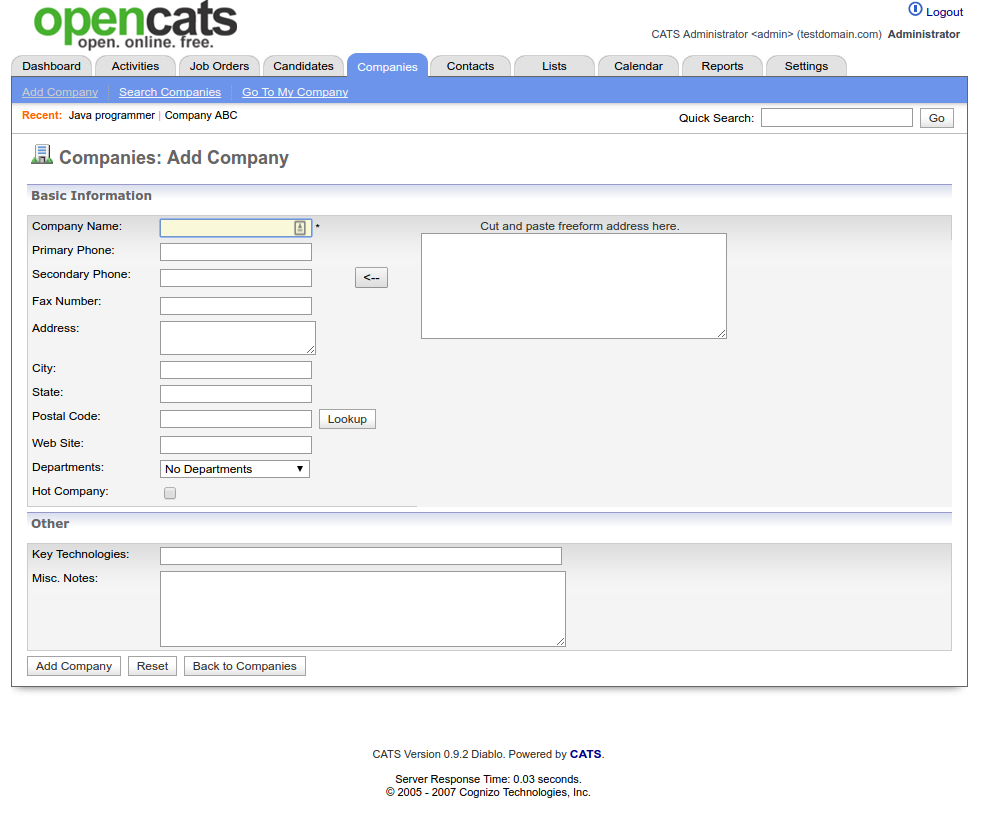 opencats
open. online. free.
Logout
CATS Administrator <admin> (testdomain.com) Administrator
Dashboard Activities Job Orders Candidates Companies Contacts Lists Calendar Reports Settings
Add Company Search Companies Go To My Company
Recent: Java programmer | Company ABC Quick Search: Go
Companies: Add Company
Basic Information
Company Name: * Cut and paste freeform address here.
Primary Phone:
Secondary Phone: <--
Fax Number:
Address:
City:
State:
Postal Code: Lookup
Web Site:
Departments: No Departments
Hot Company:
Other
Key Technologies:
Misc. Notes:
Add Company Reset Back to Companies
CATS Version 0.9.2 Diablo. Powered by CATS.
Server Response Time: 0.03 seconds.
© 2005 - 2007 Cognizo Technologies, Inc.